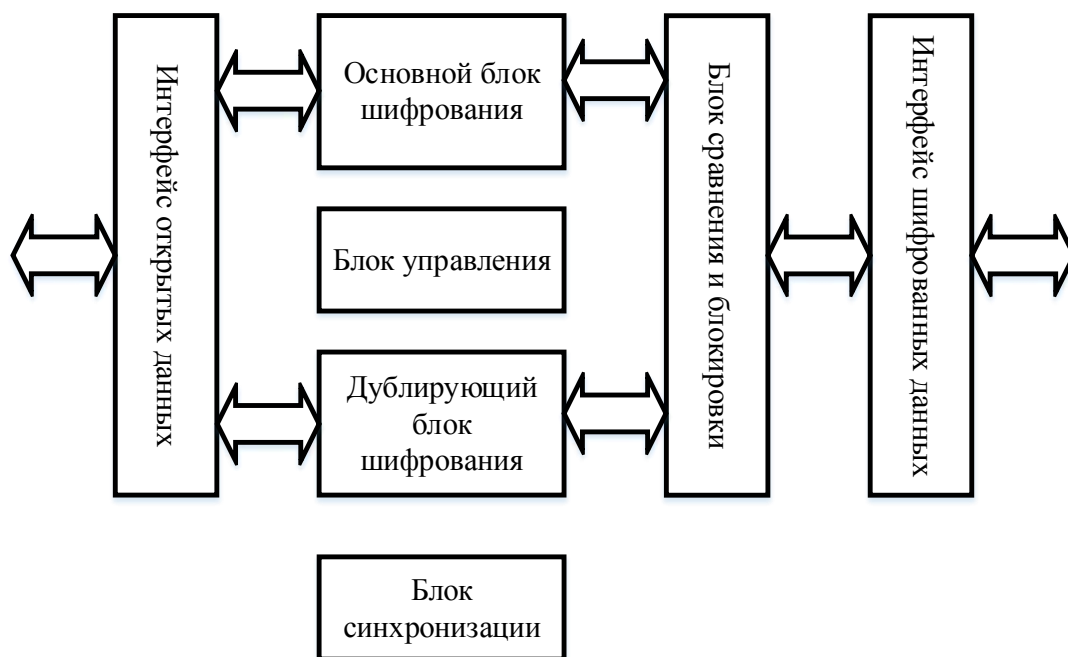 Интерфейс открытых данных
Основной блок
шифрования
Блок управления
Дублирующий
блок
шифрования
Блок
синхронизации
Блок сравнения и блокировки
Интерфейс шифрованных данных